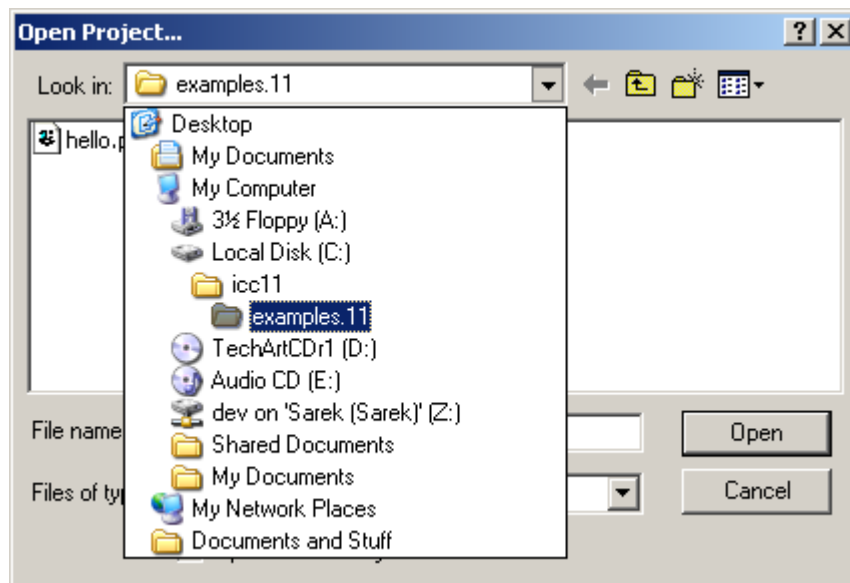 Open Project...
Look in: examples.11
Desktop
hello.p
My Documents
My Computer
3½ Floppy (A:)
Local Disk (C:)
icc11
examples.11
TechArtCDr1 (D:)
Audio CD (E:)
dev on 'Sarek (Sarek)' (Z:)
File name
Open
Shared Documents
My Documents
Files of ty
Cancel
My Network Places
Documents and Stuff